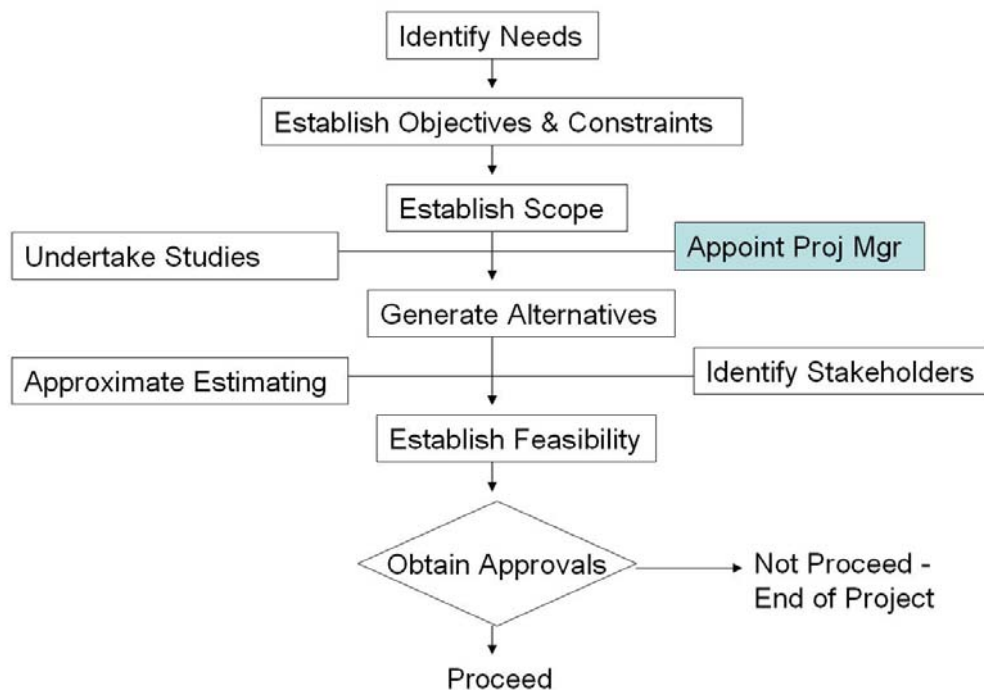 Identify Needs
Establish Objectives & Constraints
Establish Scope
Undertake Studies
Appoint Proj Mgr
Generate Alternatives
Approximate Estimating
Identify Stakeholders
Establish Feasibility
Obtain Approvals
Not Proceed -
End of Project
Proceed